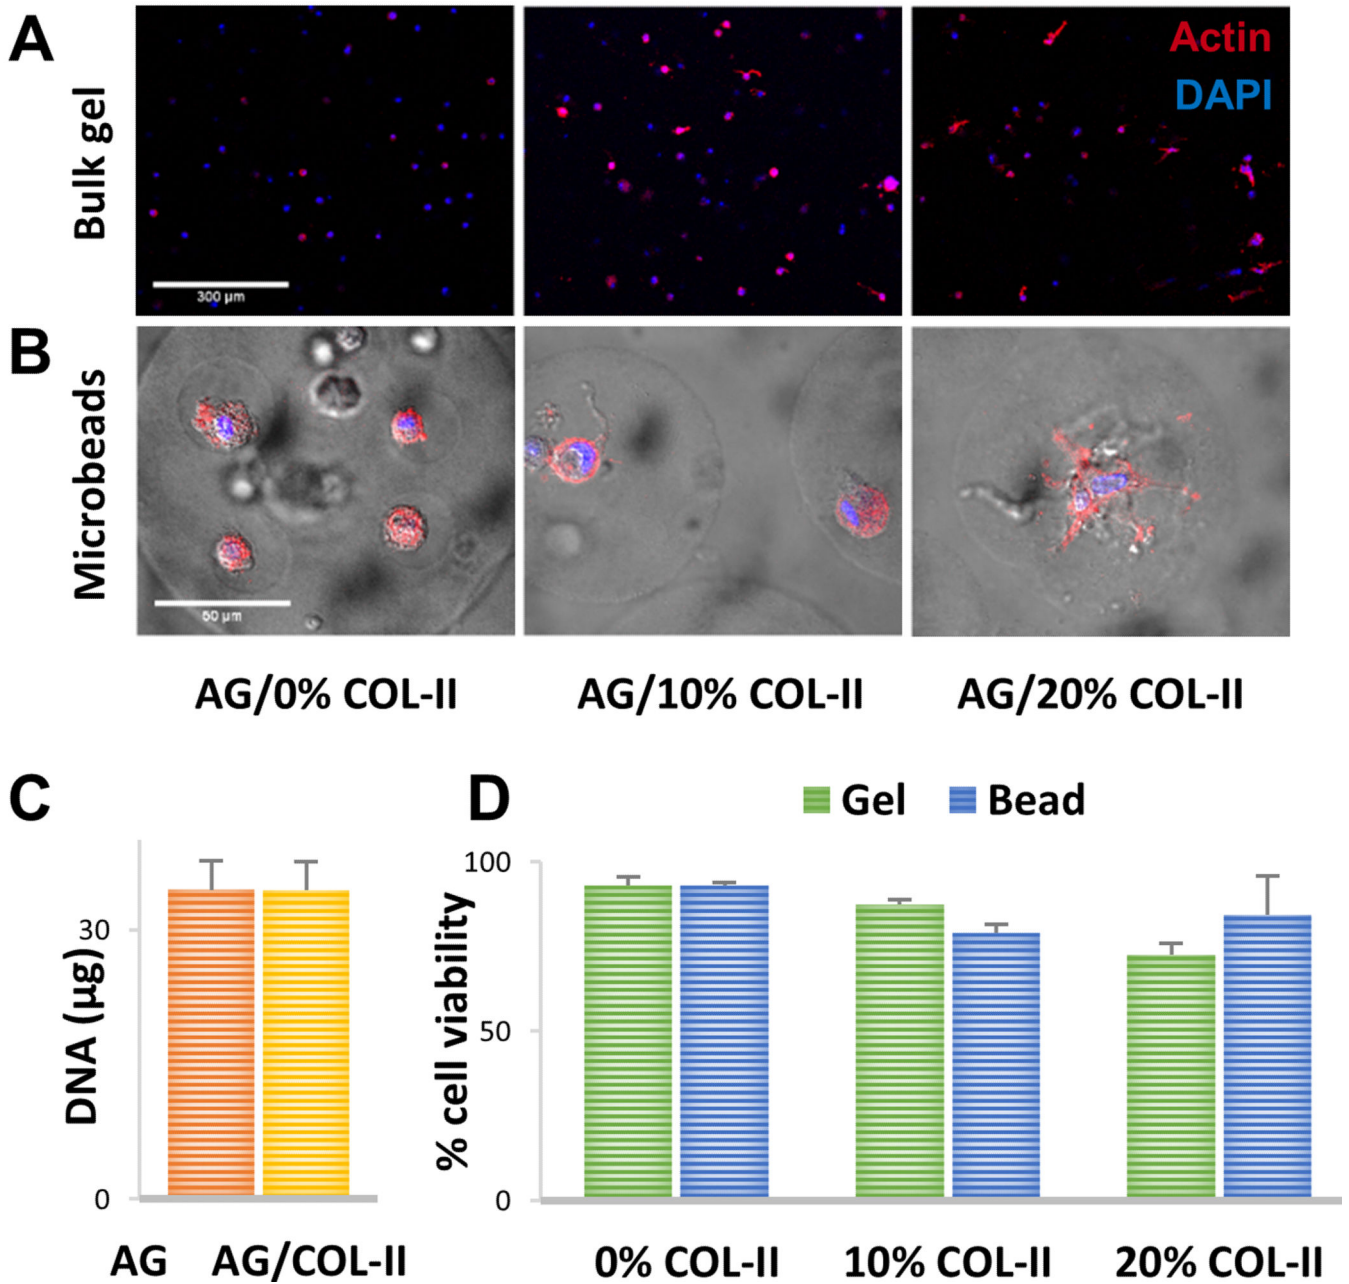 A
Bulk gel
Actin
DAPI
300 µm
B
Microbeads
50 µm
AG/0% COL-II
AG/10% COL-II
AG/20% COL-II
C
DNA (µg)
30
0
AG
AG/COL-II
D
Gel
Bead
% cell viability
100
50
0
0% COL-II
10% COL-II
20% COL-II